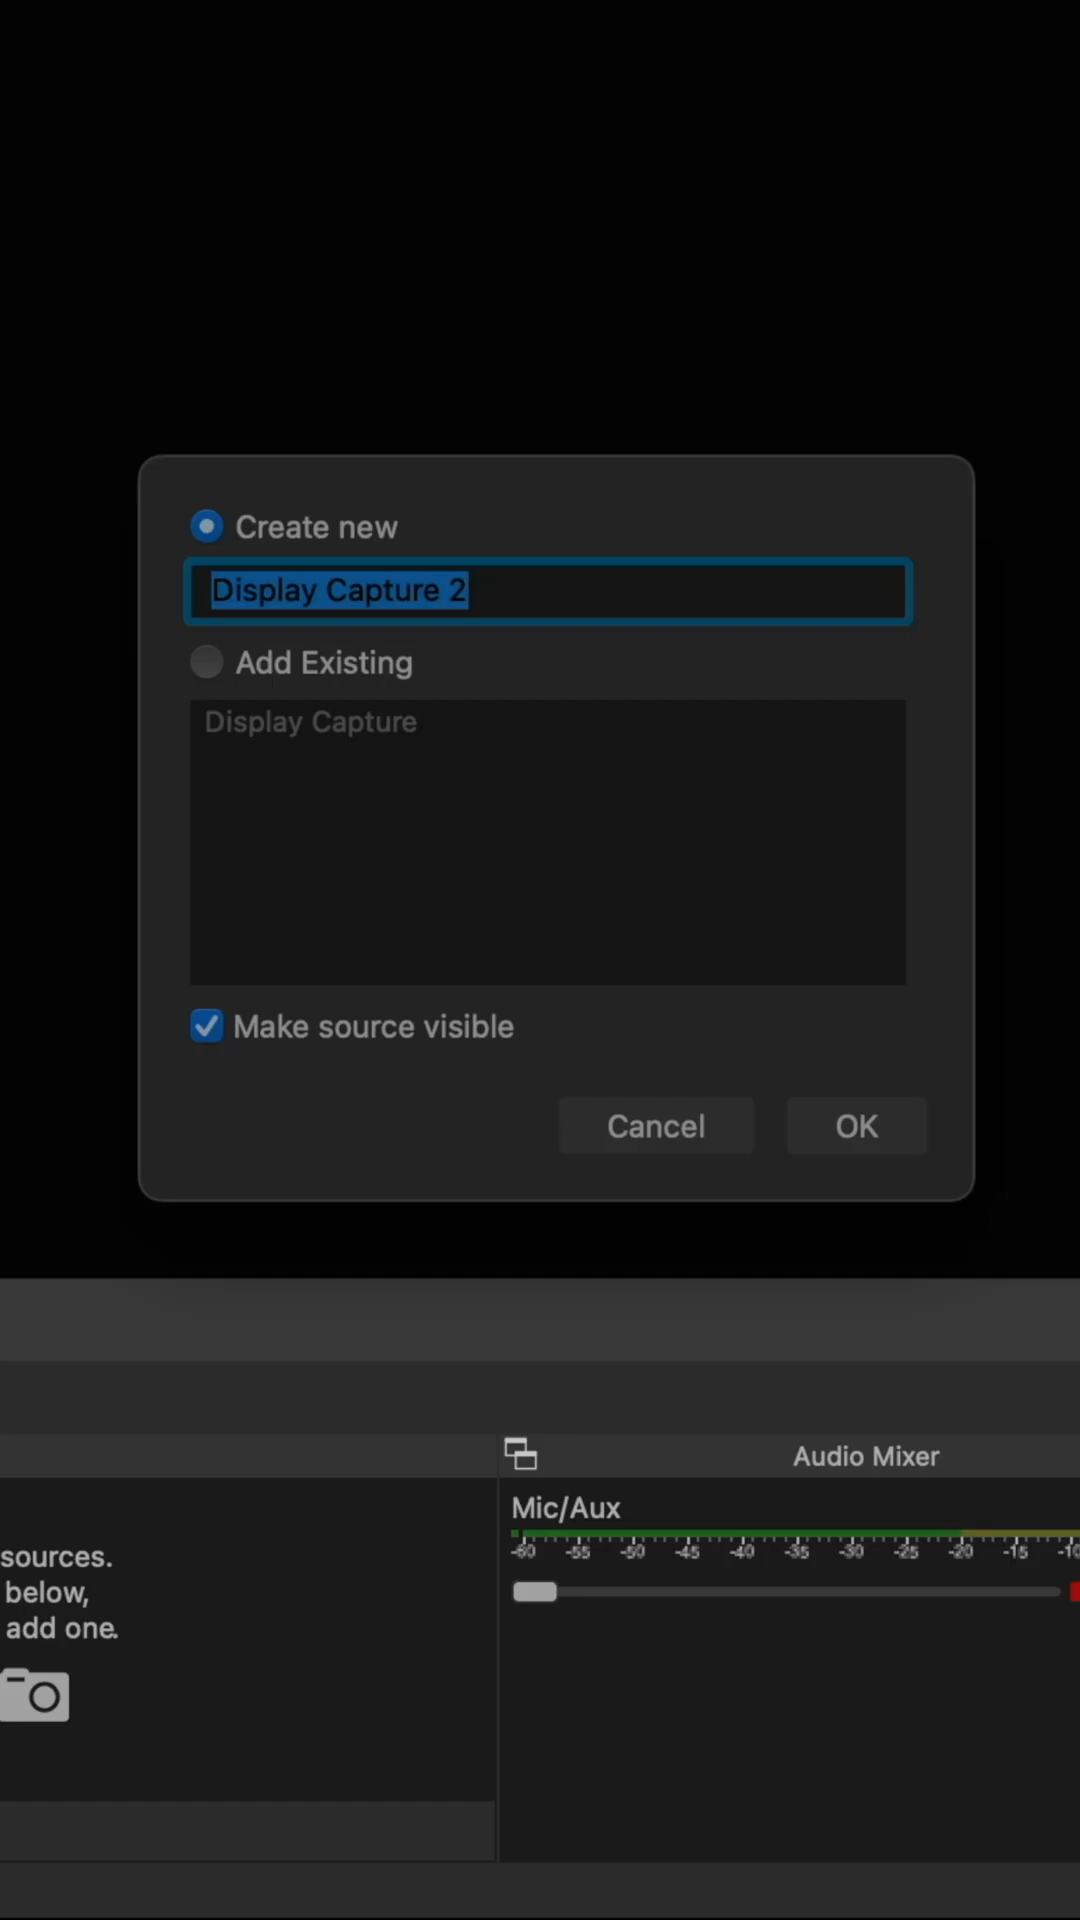 Create new
Display Capture 2
Add Existing
Display Capture
Make source visible
Cancel OK
Audio Mixer
Mic/Aux
-60 -55 -50 -45 -40 -35 -30 -25 -20 -15 -10
sources.
below,
add one.